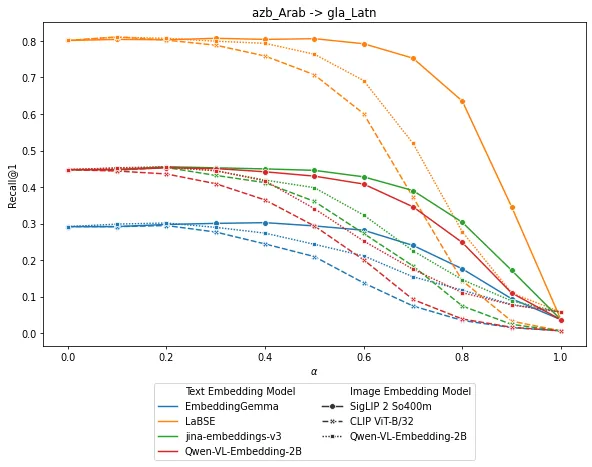 azb_Arab -> gla_Latn
Recall@1
0.8
0.7
0.6
0.5
0.4
0.3
0.2
0.1
0.0
0.0 0.2 0.4 0.6 0.8 1.0
α
Text Embedding Model Image Embedding Model
EmbeddingGemma SigLIP 2 So400m
LaBSE CLIP ViT-B/32
jina-embeddings-v3 Qwen-VL-Embedding-2B
Qwen-VL-Embedding-2B